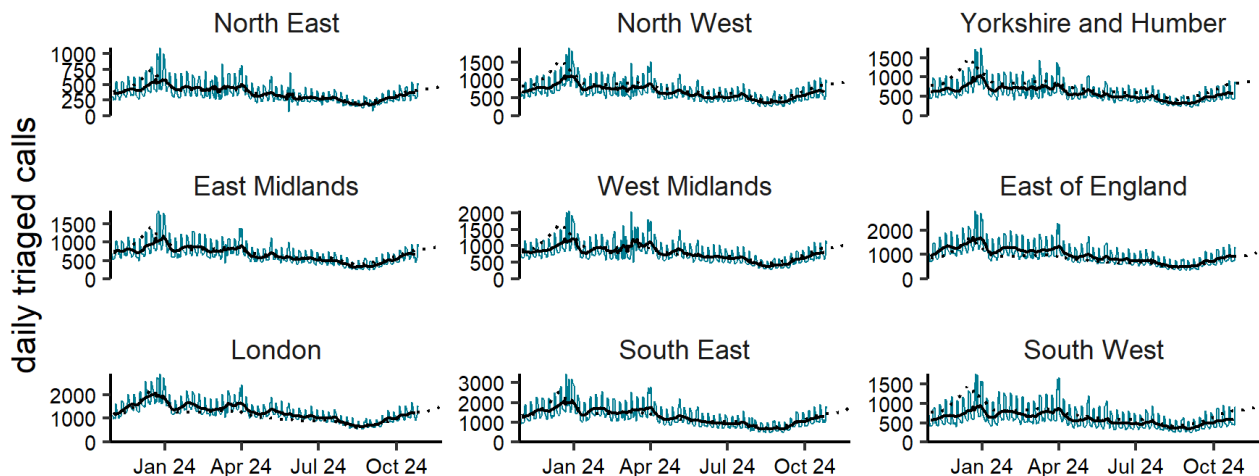 daily triaged calls
North East
1000
750
500
250
0
North West
1500
1000
500
0
Yorkshire and Humber
1500
1000
500
0
East Midlands
1500
1000
500
0
West Midlands
2000
1500
1000
500
0
East of England
2000
1000
0
London
2000
1000
0
Jan 24 Apr 24 Jul 24 Oct 24
South East
3000
2000
1000
0
Jan 24 Apr 24 Jul 24 Oct 24
South West
1500
1000
500
0
Jan 24 Apr 24 Jul 24 Oct 24